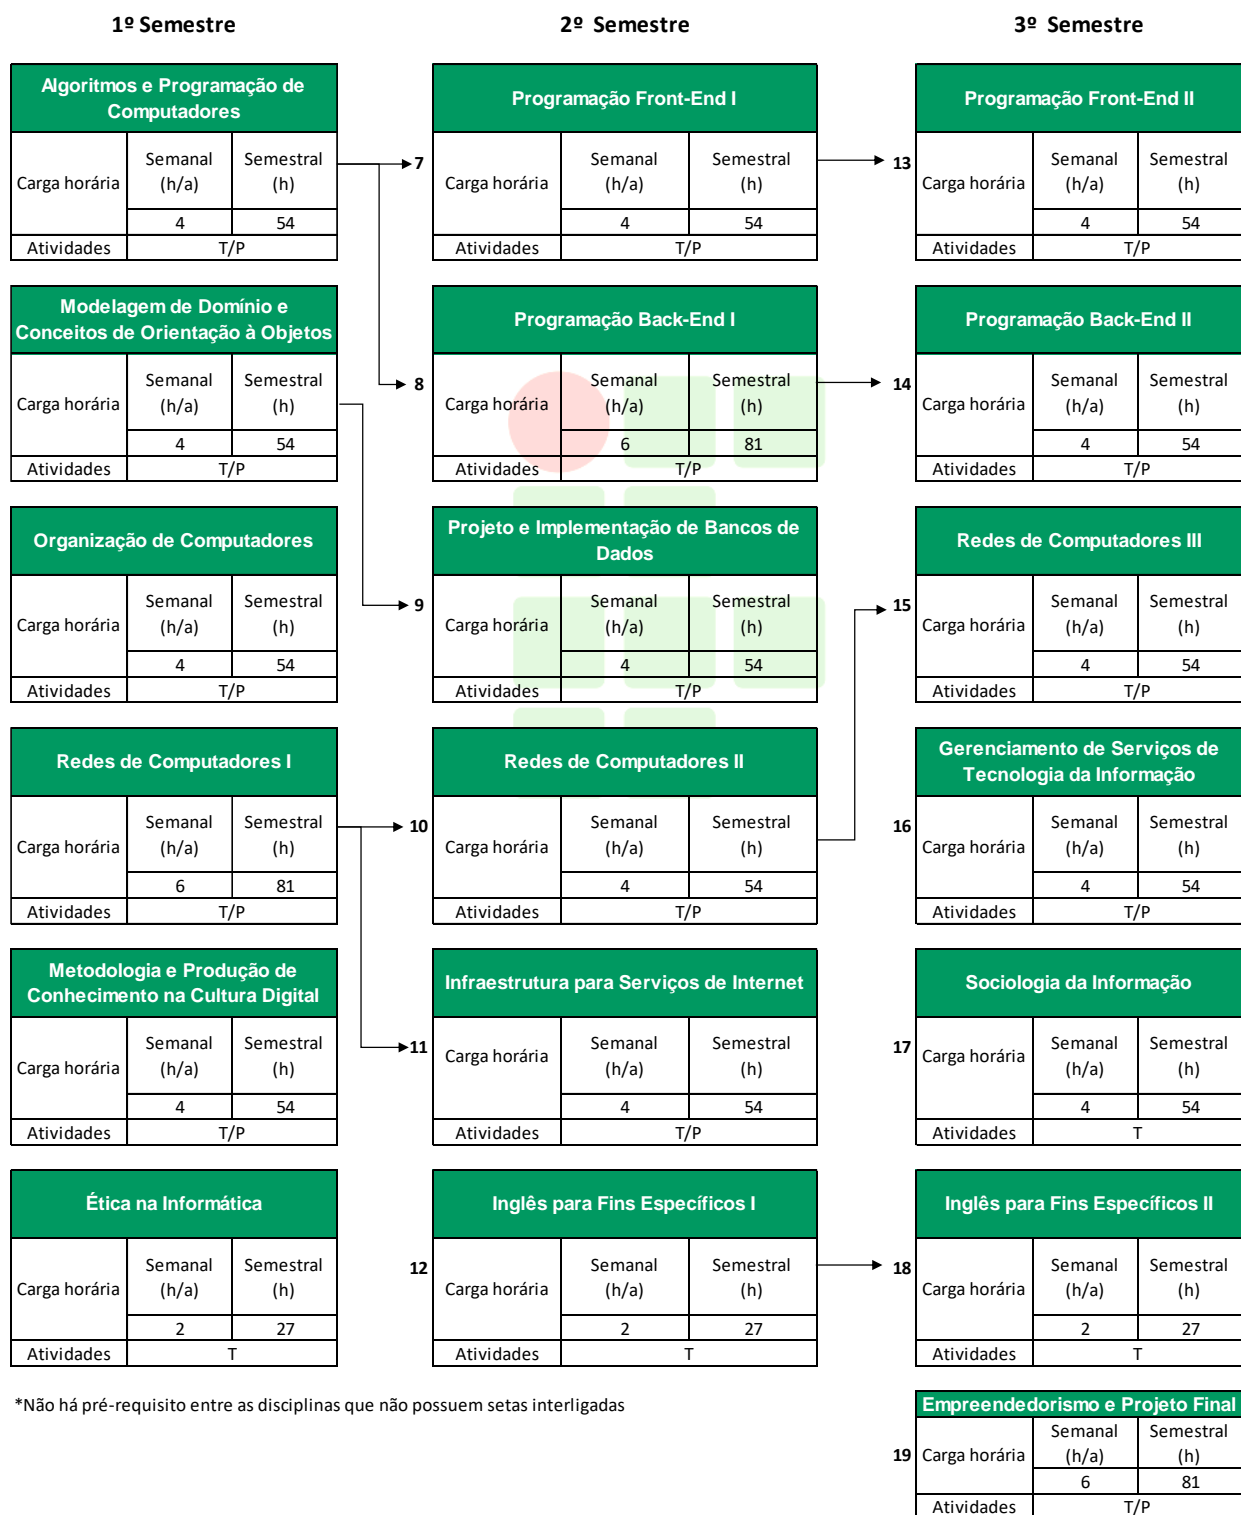 1º Semestre
2º Semestre
3º Semestre
Algoritmos e Programação de
Computadores
Carga horária
Semanal
(h/a)
Semestral
(h)
4
54
Atividades
T/P
7
Programação Front-End I
Carga horária
Semanal
(h/a)
Semestral
(h)
4
54
Atividades
T/P
13
Programação Front-End II
Carga horária
Semanal
(h/a)
Semestral
(h)
4
54
Atividades
T/P
Modelagem de Domínio e
Conceitos de Orientação à Objetos
Carga horária
Semanal
(h/a)
Semestral
(h)
4
54
Atividades
T/P
8
Programação Back-End I
Carga horária
Semanal
(h/a)
Semestral
(h)
6
81
Atividades
T/P
14
Programação Back-End II
Carga horária
Semanal
(h/a)
Semestral
(h)
4
54
Atividades
T/P
Organização de Computadores
Carga horária
Semanal
(h/a)
Semestral
(h)
4
54
Atividades
T/P
9
Projeto e Implementação de Bancos de
Dados
Carga horária
Semanal
(h/a)
Semestral
(h)
4
54
Atividades
T/P
15
Redes de Computadores III
Carga horária
Semanal
(h/a)
Semestral
(h)
4
54
Atividades
T/P
Redes de Computadores I
Carga horária
Semanal
(h/a)
Semestral
(h)
6
81
Atividades
T/P
10
Redes de Computadores II
Carga horária
Semanal
(h/a)
Semestral
(h)
4
54
Atividades
T/P
16
Gerenciamento de Serviços de
Tecnologia da Informação
Carga horária
Semanal
(h/a)
Semestral
(h)
4
54
Atividades
T/P
Metodologia e Produção de
Conhecimento na Cultura Digital
Carga horária
Semanal
(h/a)
Semestral
(h)
4
54
Atividades
T/P
11
Infraestrutura para Serviços de Internet
Carga horária
Semanal
(h/a)
Semestral
(h)
4
54
Atividades
T/P
17
Sociologia da Informação
Carga horária
Semanal
(h/a)
Semestral
(h)
4
54
Atividades
T
Ética na Informática
Carga horária
Semanal
(h/a)
Semestral
(h)
2
27
Atividades
T
12
Inglês para Fins Específicos I
Carga horária
Semanal
(h/a)
Semestral
(h)
2
27
Atividades
T
18
Inglês para Fins Específicos II
Carga horária
Semanal
(h/a)
Semestral
(h)
2
27
Atividades
T
*Não há pré-requisito entre as disciplinas que não possuem setas interligadas
19
Empreendedorismo e Projeto Final
Carga horária
Semanal
(h/a)
Semestral
(h)
6
81
Atividades
T/P